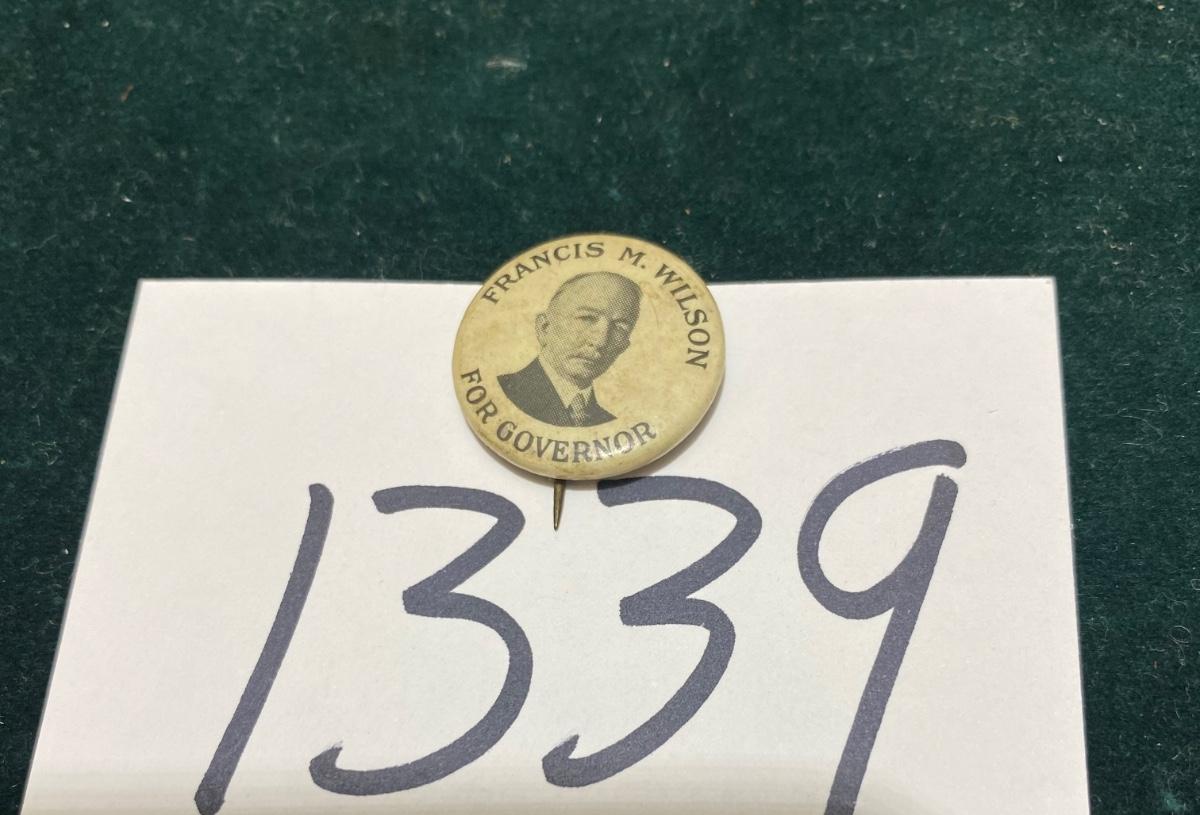 FRANCIS M. WILSON
FOR GOVERNOR
1339